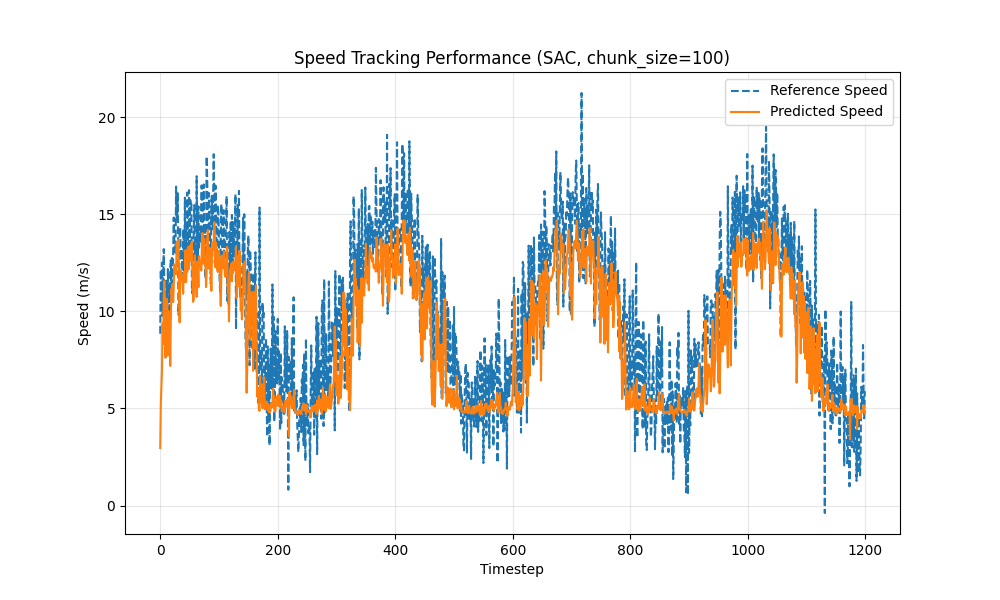 Speed Tracking Performance (SAC, chunk_size=100)
Reference Speed
Predicted Speed
20
15
10
5
0
Speed (m/s)
0 200 400 600 800 1000 1200
Timestep